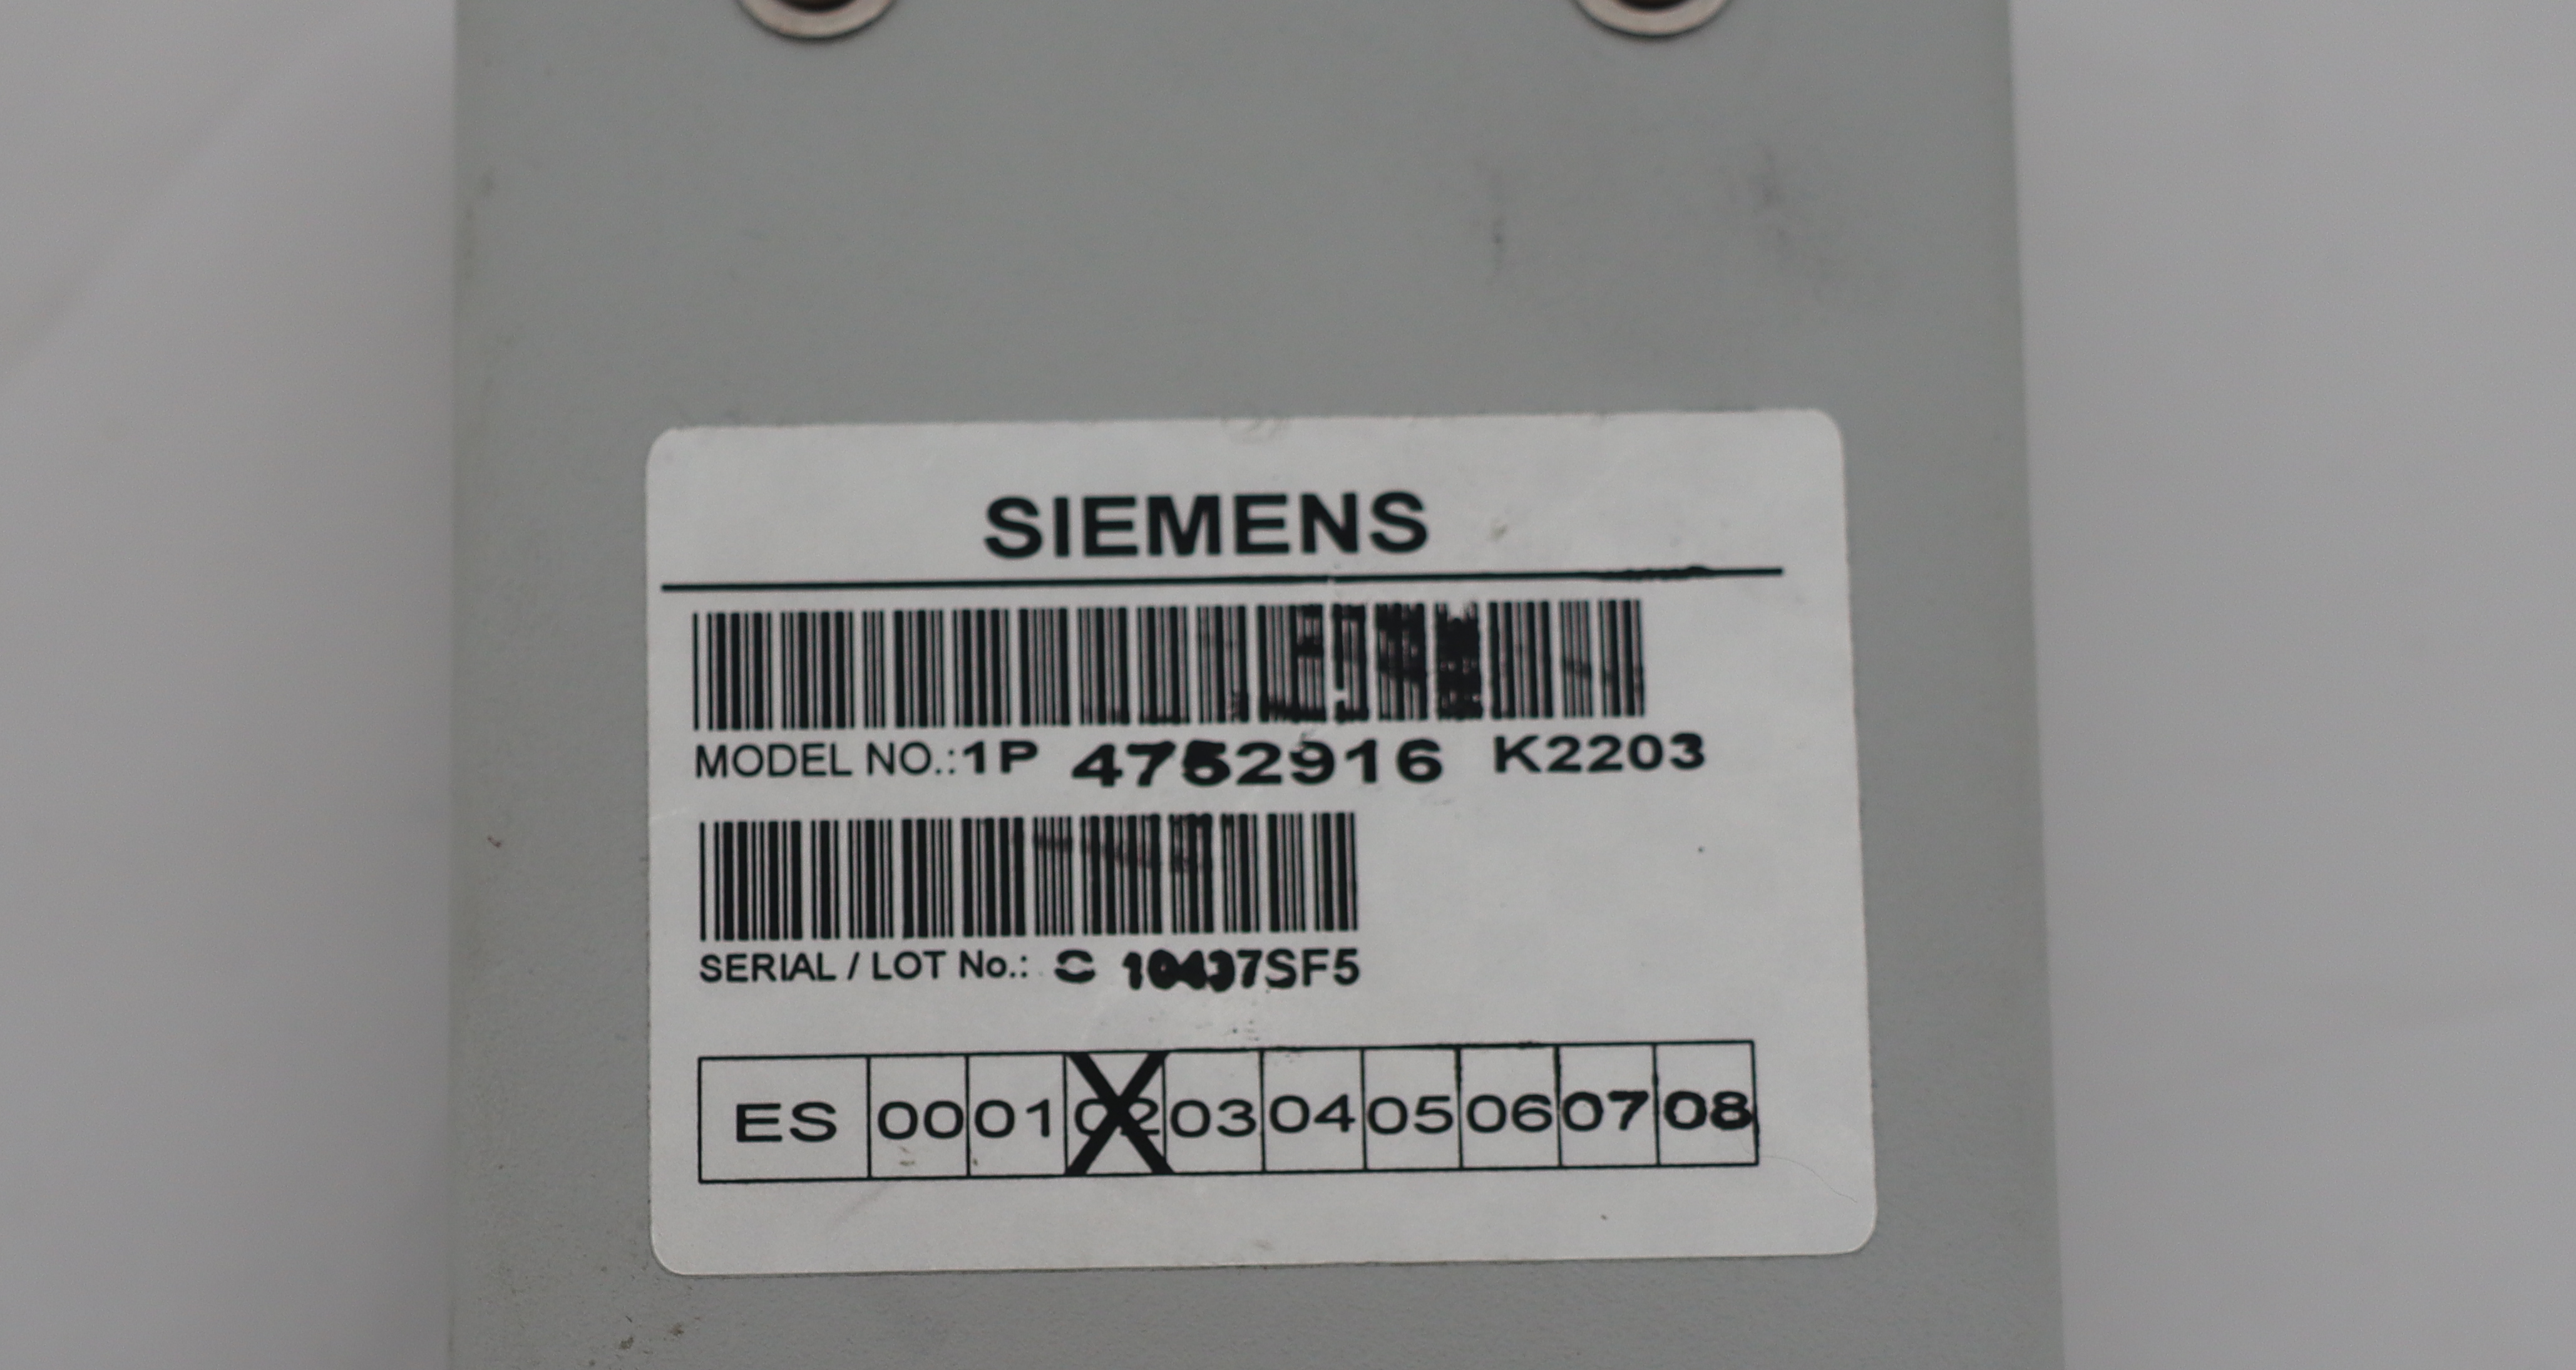 SIEMENS
MODEL NO.:1P 4752916 K2203
SERIAL / LOT No.:
ES 00 01 02 03 04 05 06 07 08